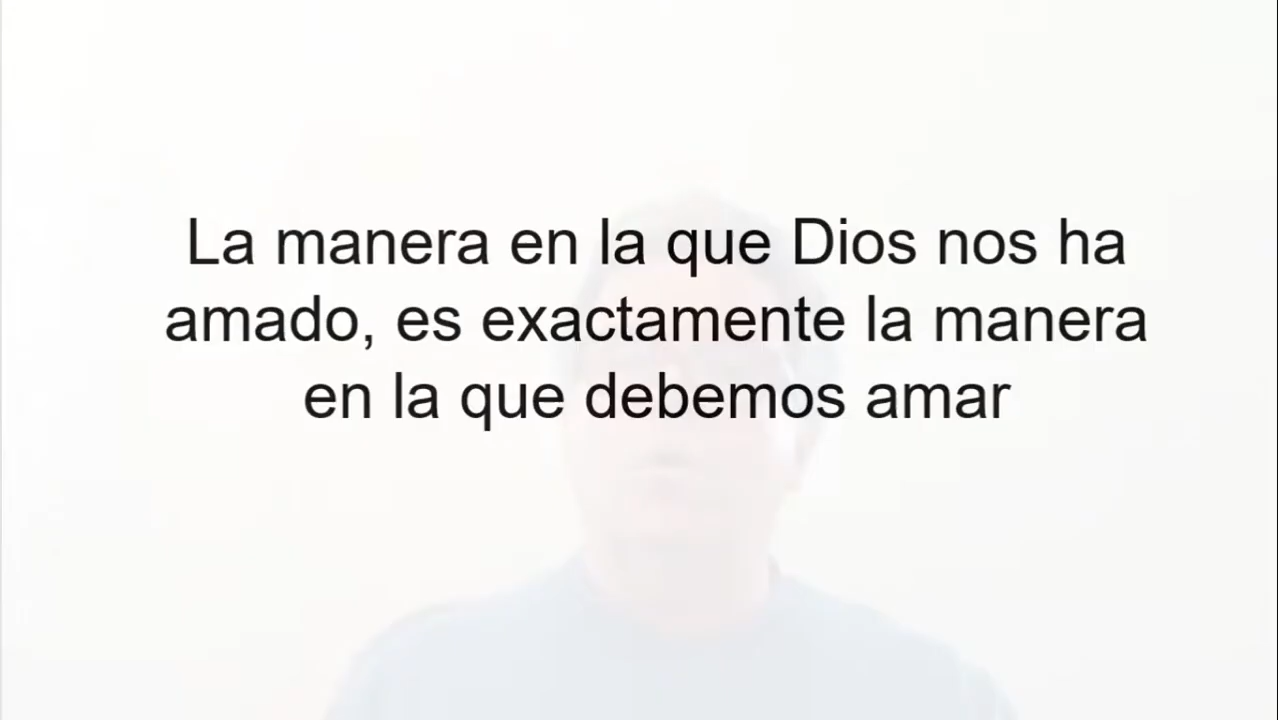 La manera en la que Dios nos ha
amado, es exactamente la manera
en la que debemos amar